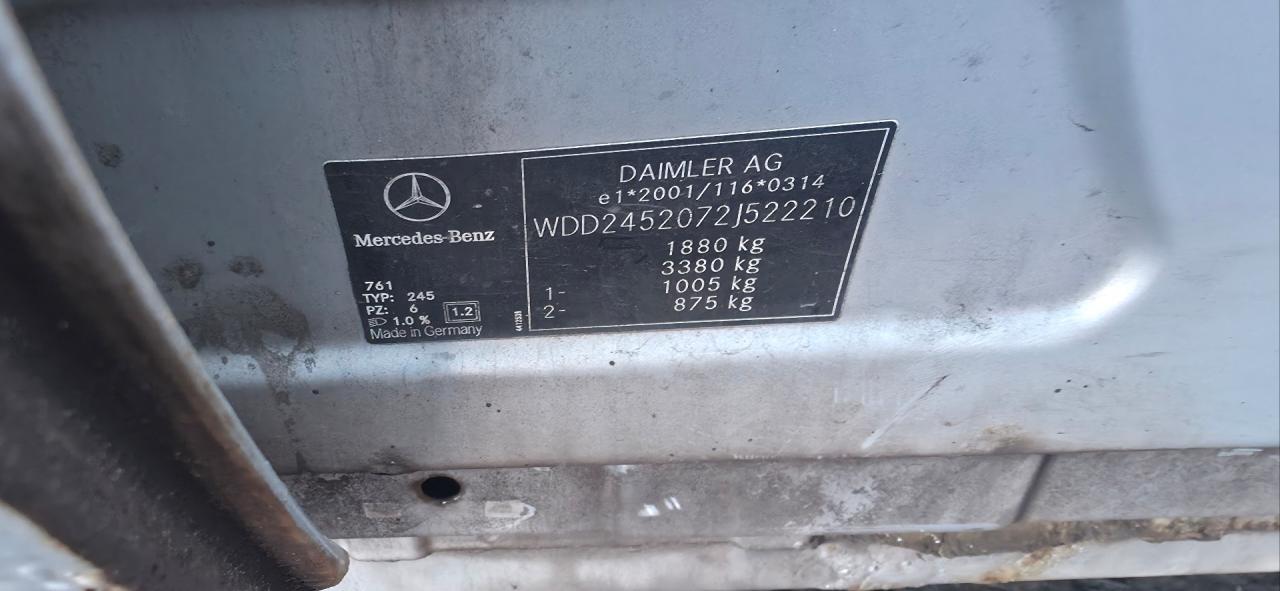 Mercedes-Benz
761
TYP: 245
PZ: 6
1.0 %
1.2
Made in Germany
DAIMLER AG
e1*2001/116*0314
WDD2452072J522210
1880 kg
3380 kg
1- 1005 kg
2- 875 kg